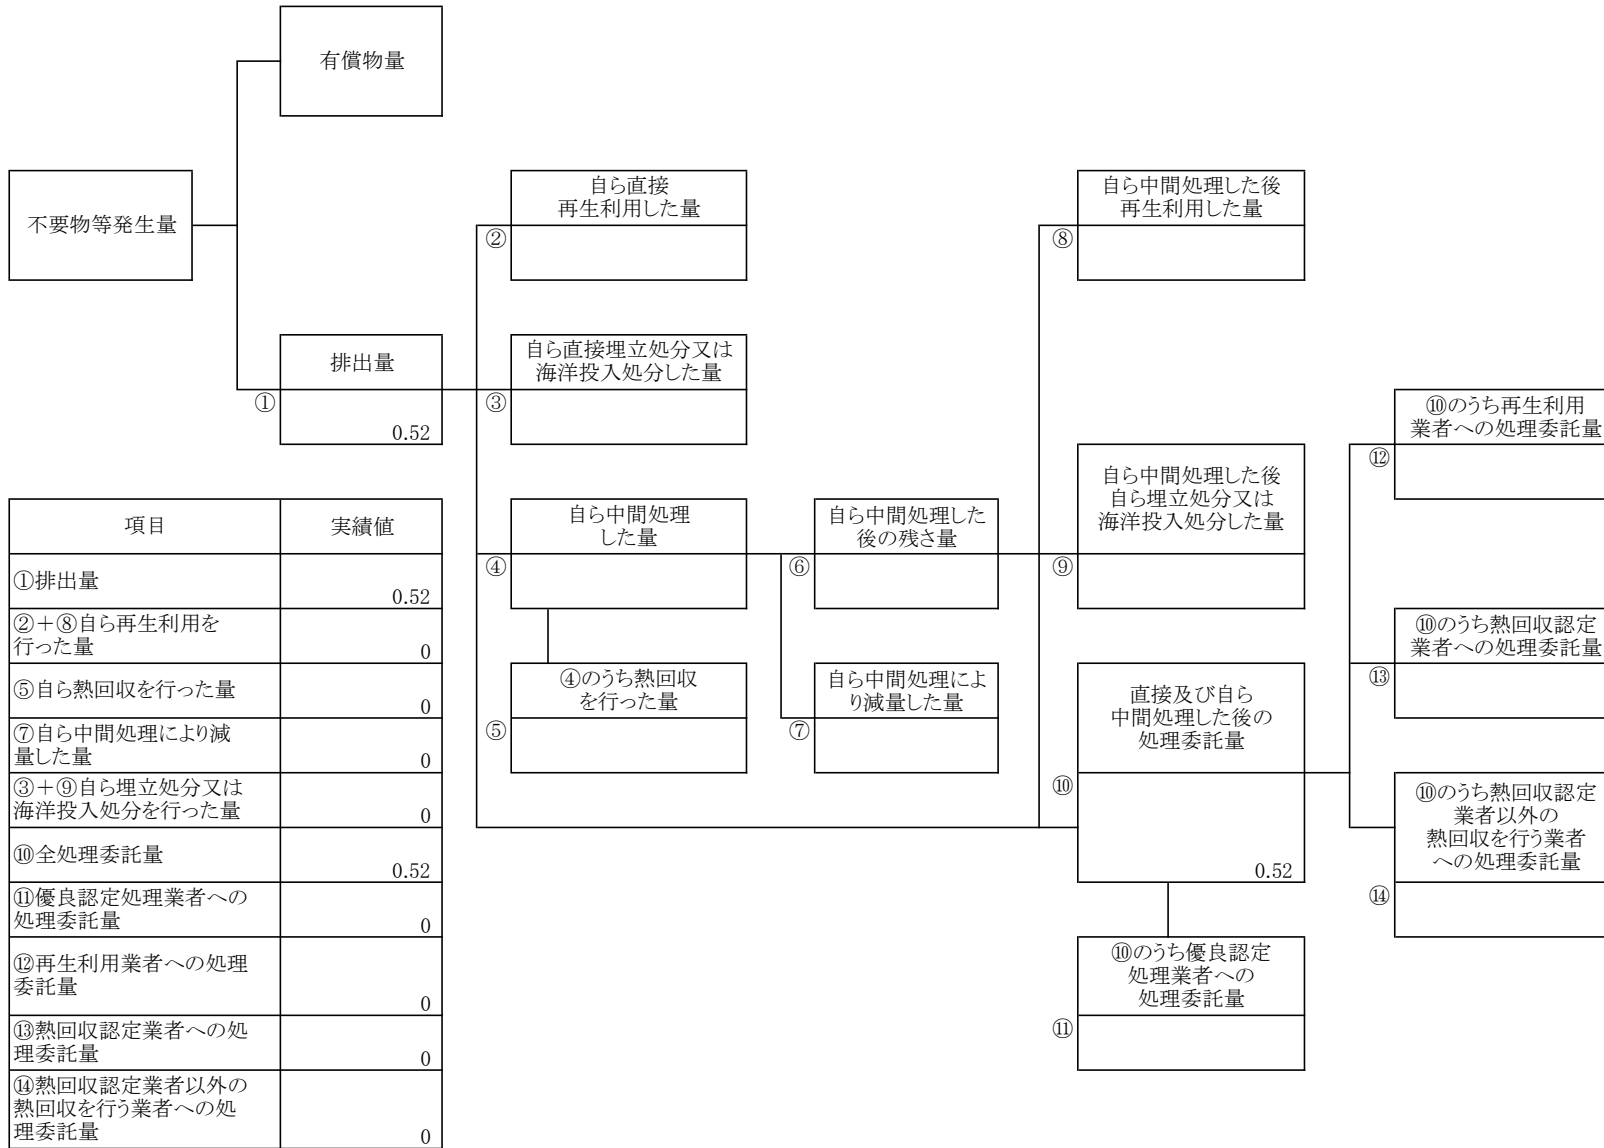 有償物量
不要物等発生量
自ら直接
再生利用した量
②
自ら中間処理した後
再生利用した量
⑧
排出量
①
0.52
自ら直接埋立処分又は
海洋投入処分した量
③
⑩のうち再生利用
業者への処理委託量
⑫
自ら中間処理した後
自ら埋立処分又は
海洋投入処分した量
⑨
自ら中間処理
した量
④
自ら中間処理した
後の残さ量
⑥
⑩のうち熱回収認定
業者への処理委託量
⑬
④のうち熱回収
を行った量
⑤
自ら中間処理によ
り減量した量
⑦
直接及び自ら
中間処理した後の
処理委託量
⑩
0.52
⑩のうち熱回収認定
業者以外の
熱回収を行う業者
への処理委託量
⑭
⑩のうち優良認定
処理業者への
処理委託量
⑪
項目 実績値
①排出量
0.52
②＋⑧自ら再生利用を
行った量
0
⑤自ら熱回収を行った量
0
⑦自ら中間処理により減
量した量
0
③＋⑨自ら埋立処分又は
海洋投入処分を行った量
0
⑩全処理委託量
0.52
⑪優良認定処理業者への
処理委託量
0
⑫再生利用業者への処理
委託量
0
⑬熱回収認定業者への処
理委託量
0
⑭熱回収認定業者以外の
熱回収を行う業者への処
理委託量
0